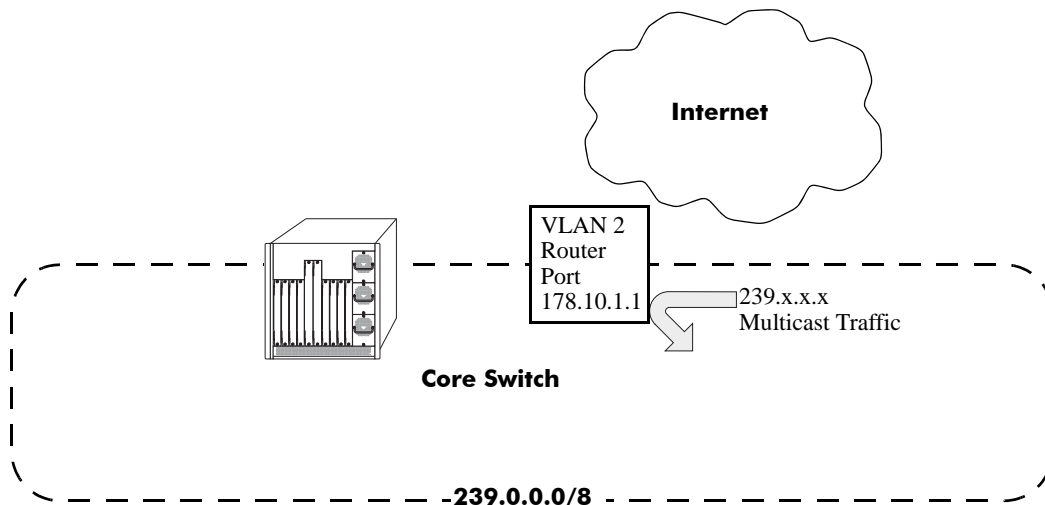 Internet
VLAN 2
Router
Port
178.10.1.1
239.x.x.x
Multicast Traffic
Core Switch
239.0.0.0/8